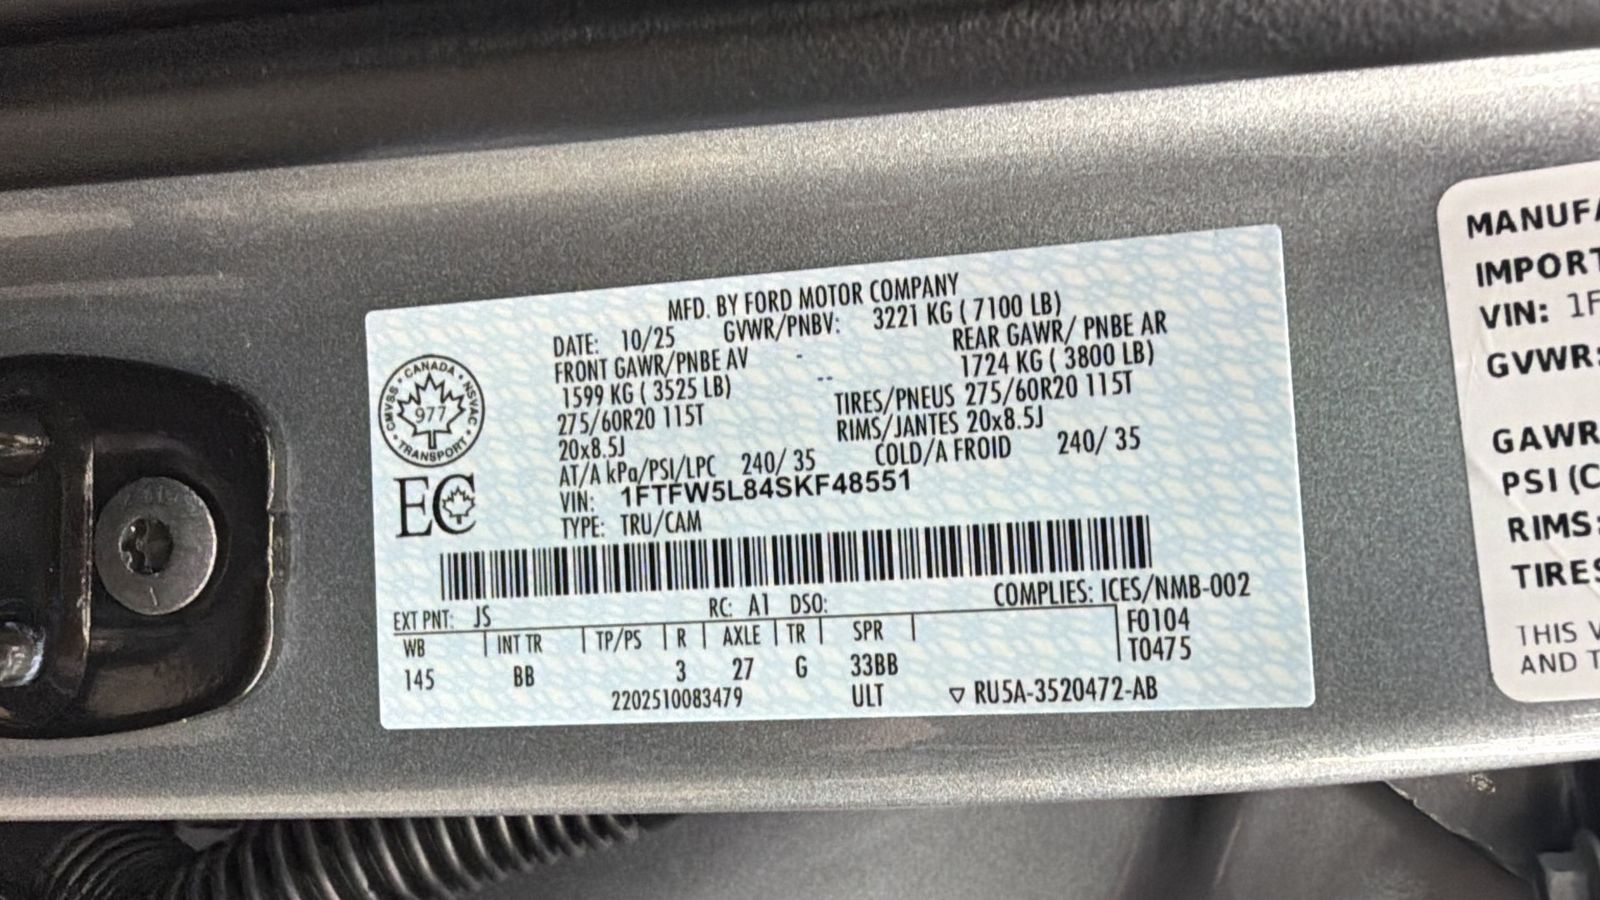 MFD. BY FORD MOTOR COMPANY
DATE: 10/25 GVWR/PNBV: 3221 KG ( 7100 LB)
FRONT GAWR/PNBE AV REAR GAWR/ PNBE AR
1599 KG ( 3525 LB) 1724 KG ( 3800 LB)
275/60R20 115T TIRES/PNEUS 275/60R20 115T
20x8.5J RIMS/JANTES 20x8.5J
AT/A kPa/PSI/LPC 240/ 35 COLD/A FROID 240/ 35
VIN: 1FTFW5L84SKF48551
TYPE: TRU/CAM
CANADA
CMVSS 977 NSVAC
TRANSPORT
EC
EXT PNT: JS RC: A1 DSO: COMPLIES: ICES/NMB-002
WB INT TR TP/PS R AXLE TR SPR F0104
T0475
145 BB 3 27 G 33BB
2202510083479 ULT RU5A-3520472-AB
MANUFA
IMPORT
VIN: 1F
GVWR:
GAWR
PSI (C
RIMS:
TIRES
THIS V
AND T